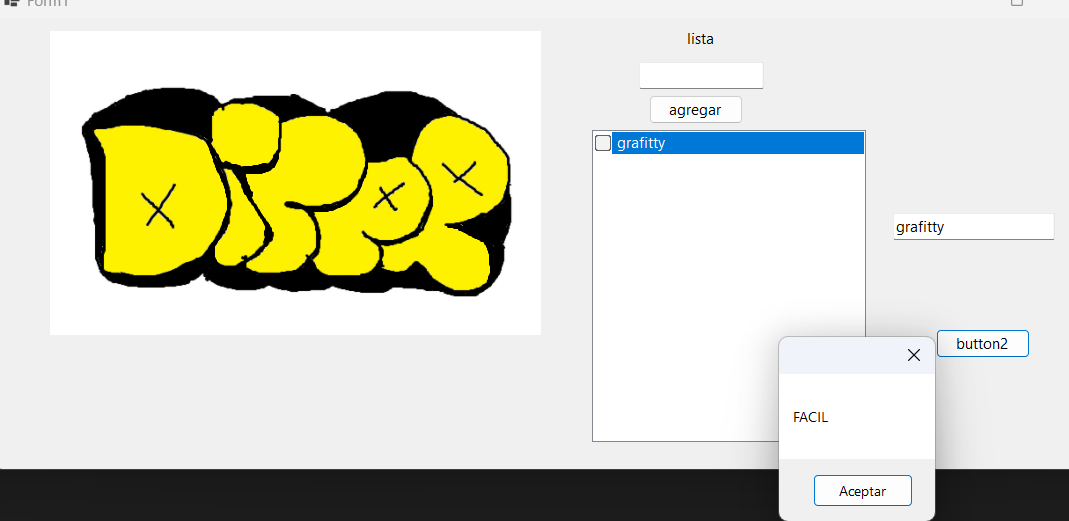 Form1
lista
agregar
grafitty
grafitty
button2
FACIL
Aceptar